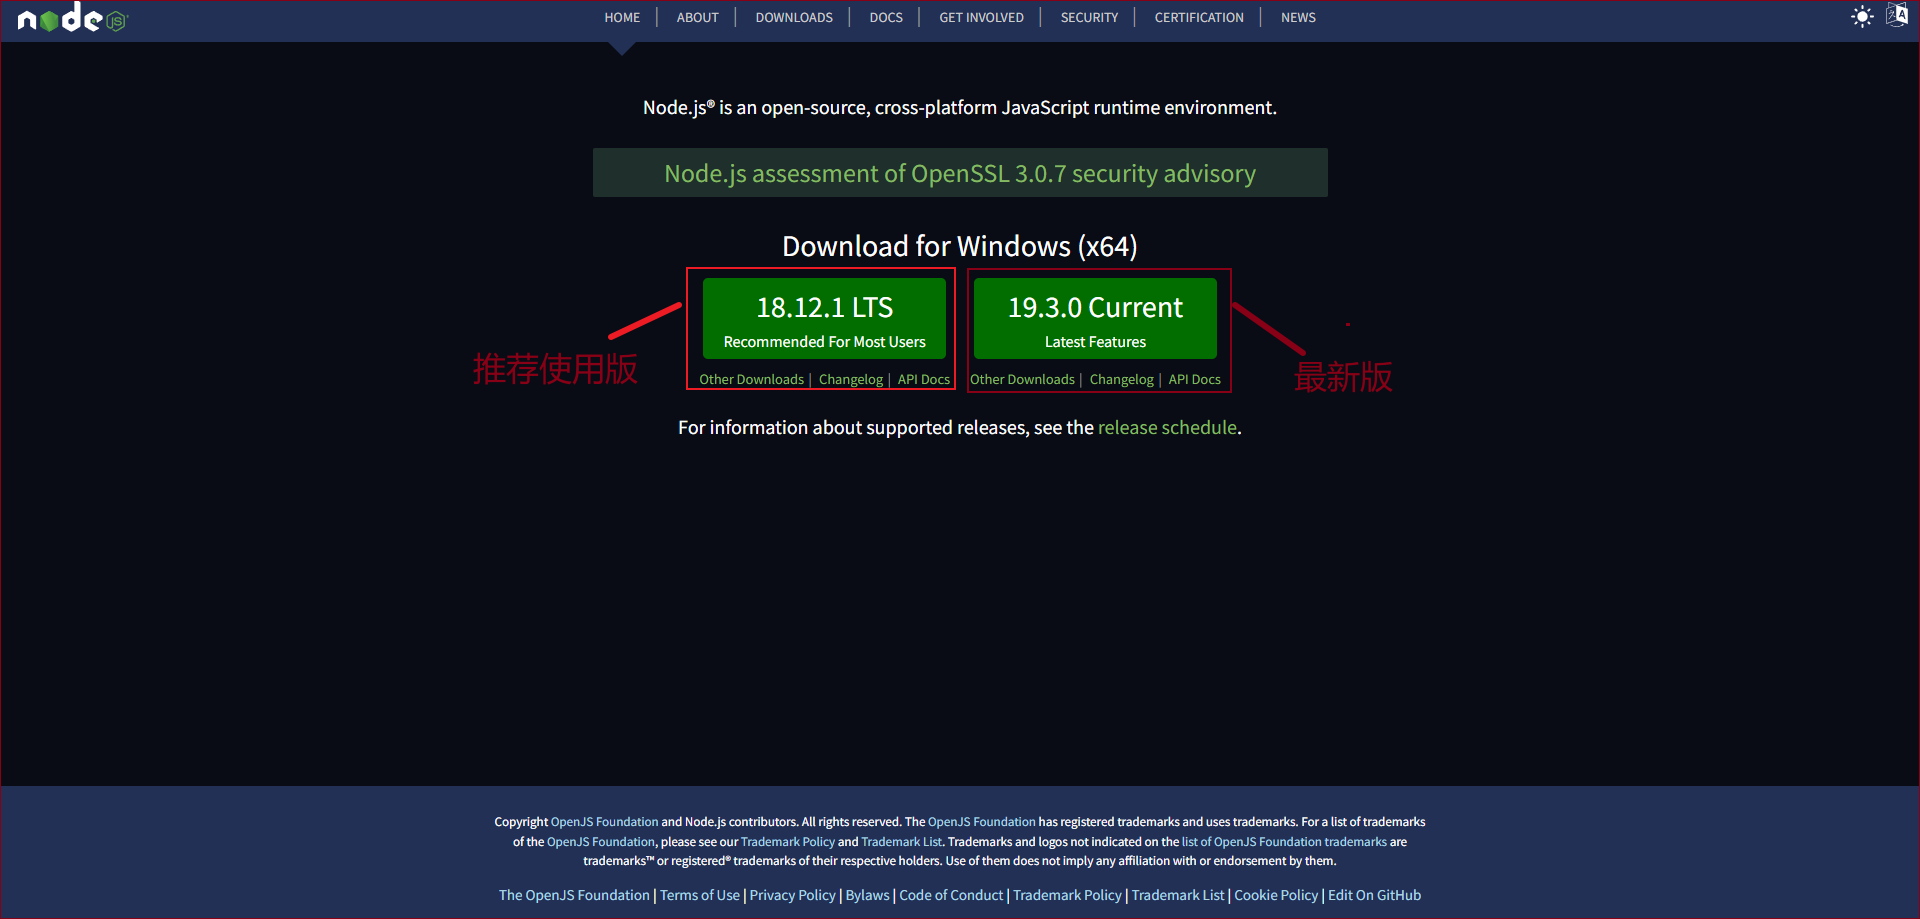 node JS
HOME | ABOUT | DOWNLOADS | DOCS | GET INVOLVED | SECURITY | CERTIFICATION | NEWS
Node.js® is an open-source, cross-platform JavaScript runtime environment.
Node.js assessment of OpenSSL 3.0.7 security advisory
Download for Windows (x64)
18.12.1 LTS
Recommended For Most Users
Other Downloads | Changelog | API Docs
推荐使用版
19.3.0 Current
Latest Features
Other Downloads | Changelog | API Docs
最新版
For information about supported releases, see the release schedule.
Copyright OpenJS Foundation and Node.js contributors. All rights reserved. The OpenJS Foundation has registered trademarks and uses trademarks. For a list of trademarks
of the OpenJS Foundation, please see our Trademark Policy and Trademark List. Trademarks and logos not indicated on the list of OpenJS Foundation trademarks are
trademarks™ or registered® trademarks of their respective holders. Use of them does not imply any affiliation with or endorsement by them.
The OpenJS Foundation | Terms of Use | Privacy Policy | Bylaws | Code of Conduct | Trademark Policy | Trademark List | Cookie Policy | Edit On GitHub